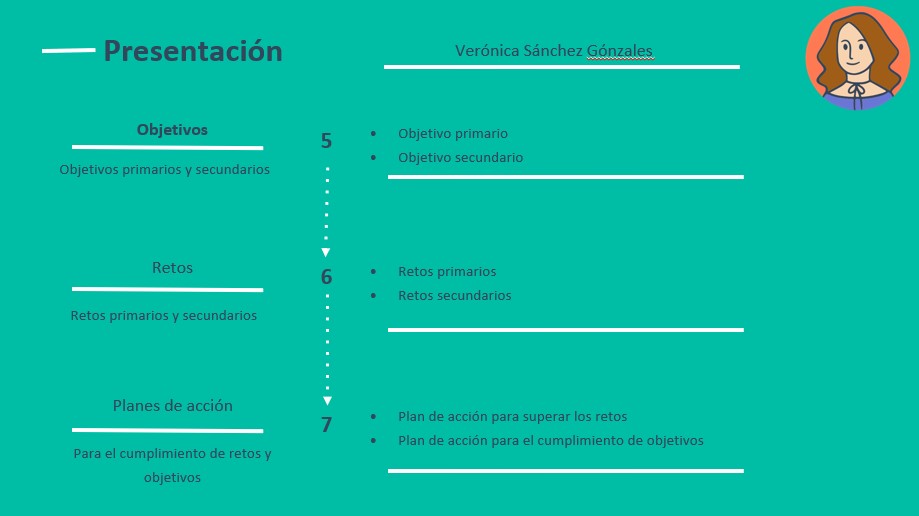 Presentación
Verónica Sánchez Gónzales
Objetivos
Objetivos primarios y secundarios
5
• Objetivo primario
• Objetivo secundario
Retos
Retos primarios y secundarios
6
• Retos primarios
• Retos secundarios
Planes de acción
Para el cumplimiento de retos y
objetivos
7
• Plan de acción para superar los retos
• Plan de acción para el cumplimiento de objetivos